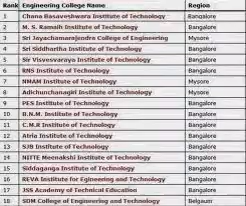 Rank Engineering College Name Region
1 Channa Basaveshwara Institute of Technology Bangalore
2 M. S. Ramaih Institute of Technology Bangalore
3 Sri Jayachamarajendra College of Engineering Mysore
4 Sri Siddhartha Institute of Technology Bangalore
5 Sir Visvesvaraya Institute of Technology Bangalore
6 RNS Institute of Technology Bangalore
7 NMAM Institute of Technology Mysore
8 Adichunchanagiri Institute of Technology Mysore
9 PES Institute of Technology Bangalore
10 B.N.M. Institute of Technology Bangalore
11 C.M.R Institute of Technology Bangalore
12 Atria Institute of Technology Bangalore
13 SJB Institute of Technology Bangalore
14 NITTE Meenakshi Institute of Technology Bangalore
15 Siddaganga Institute of Technology Bangalore
16 REVA Institute for Egineering and Technology Bangalore
17 JSS Academy of Technical Education Bangalore
18 SDM College of Engineering and Technology Belgaum